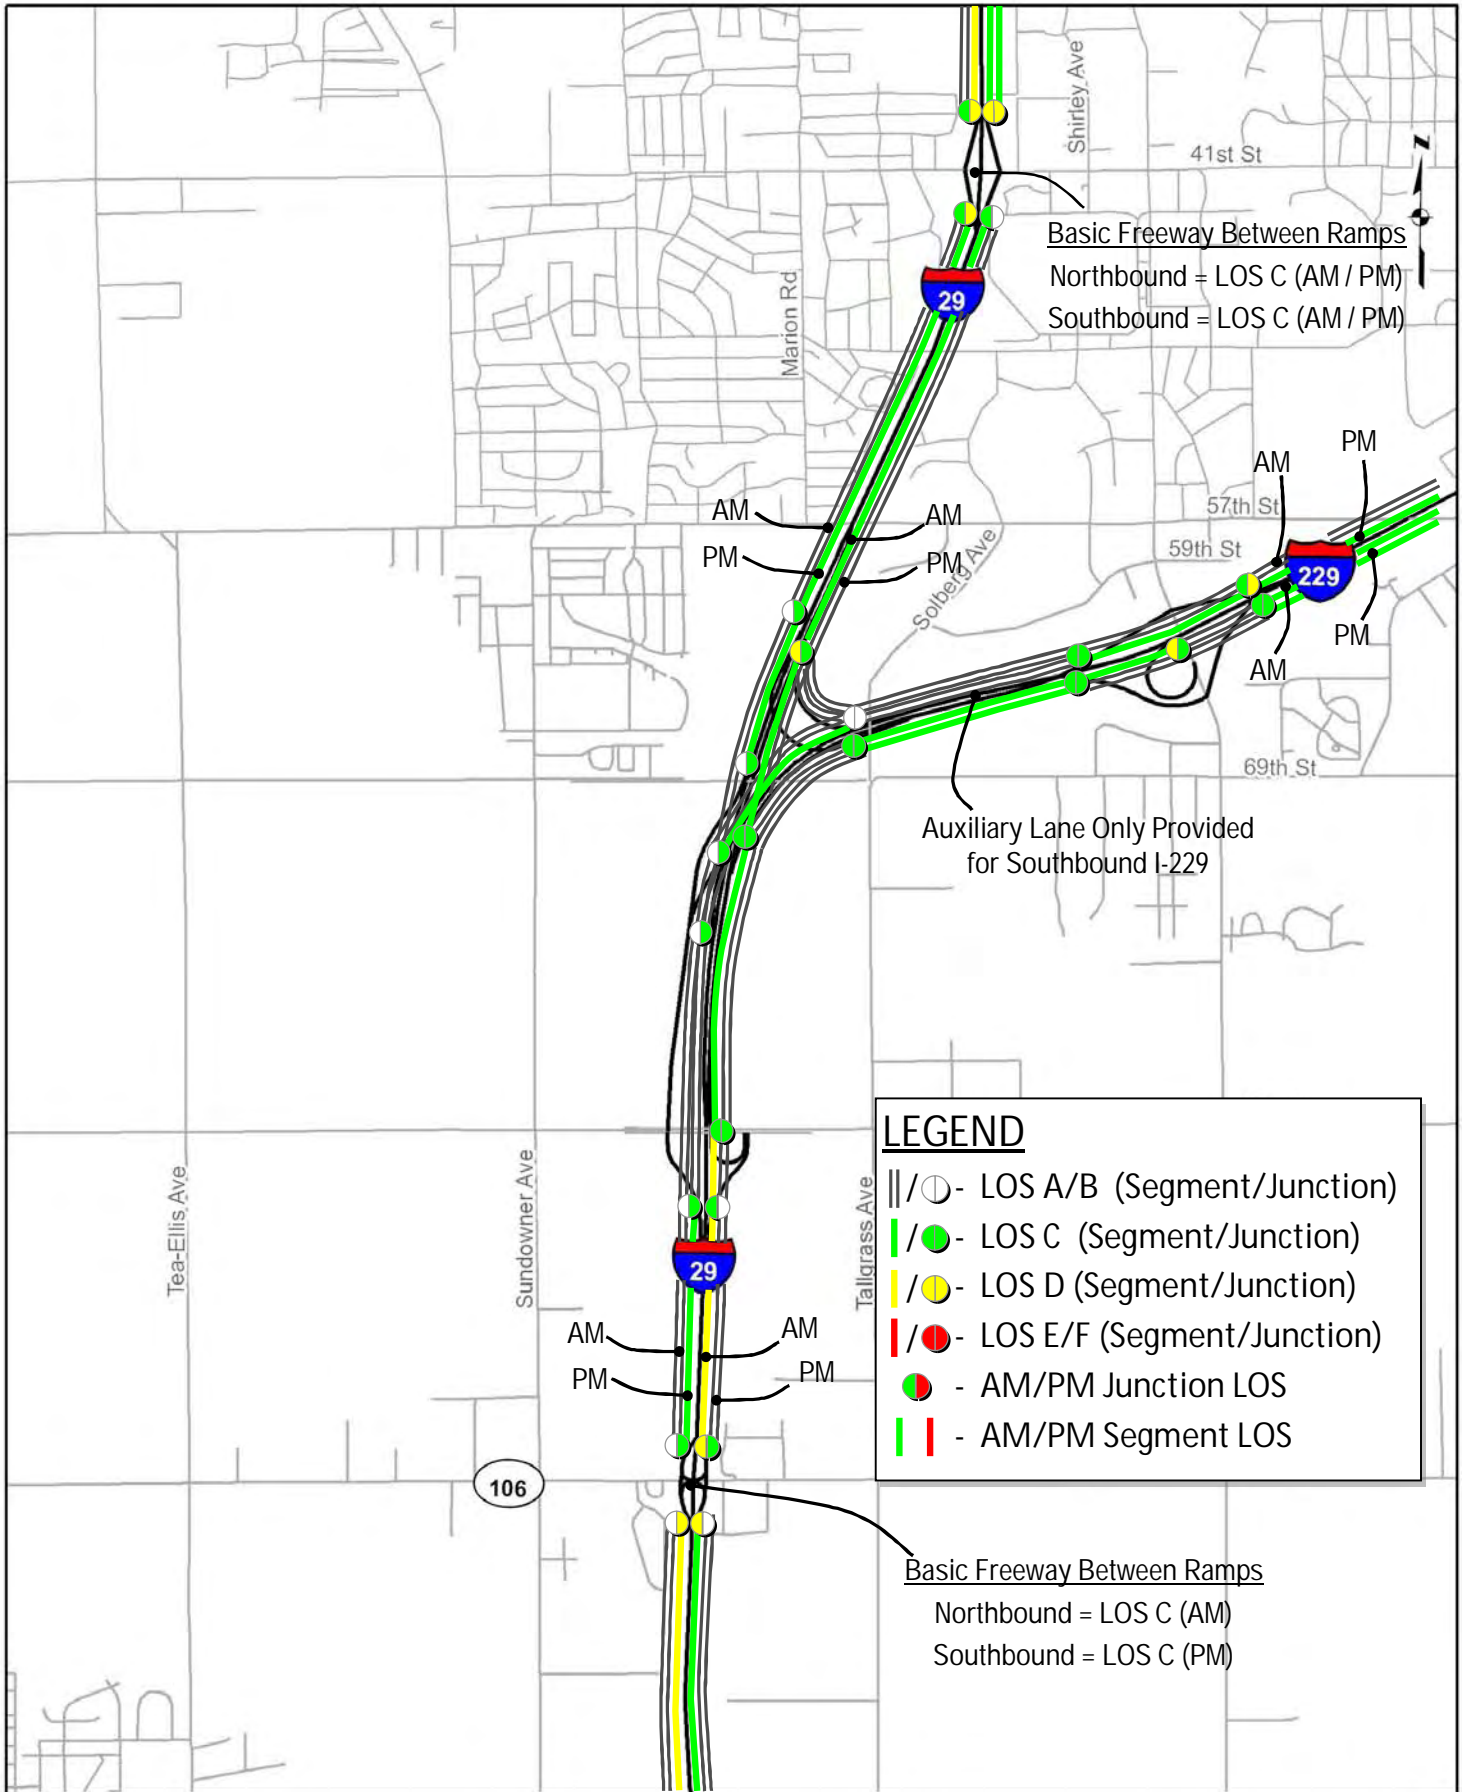 Shirley Ave
41st St
N
Basic Freeway Between Ramps
Northbound = LOS C (AM / PM)
Southbound = LOS C (AM / PM)
29
Marion Rd
AM
PM
AM
PM
Solberg Ave
57th St
59th St
AM
PM
229
AM
PM
69th St
Auxiliary Lane Only Provided
for Southbound I-229
Tea-Ellis Ave
Sundowner Ave
Tallgrass Ave
29
AM
PM
AM
PM
106
LEGEND
/ - LOS A/B (Segment/Junction)
/ - LOS C (Segment/Junction)
/ - LOS D (Segment/Junction)
/ - LOS E/F (Segment/Junction)
- AM/PM Junction LOS
- AM/PM Segment LOS
Basic Freeway Between Ramps
Northbound = LOS C (AM)
Southbound = LOS C (PM)